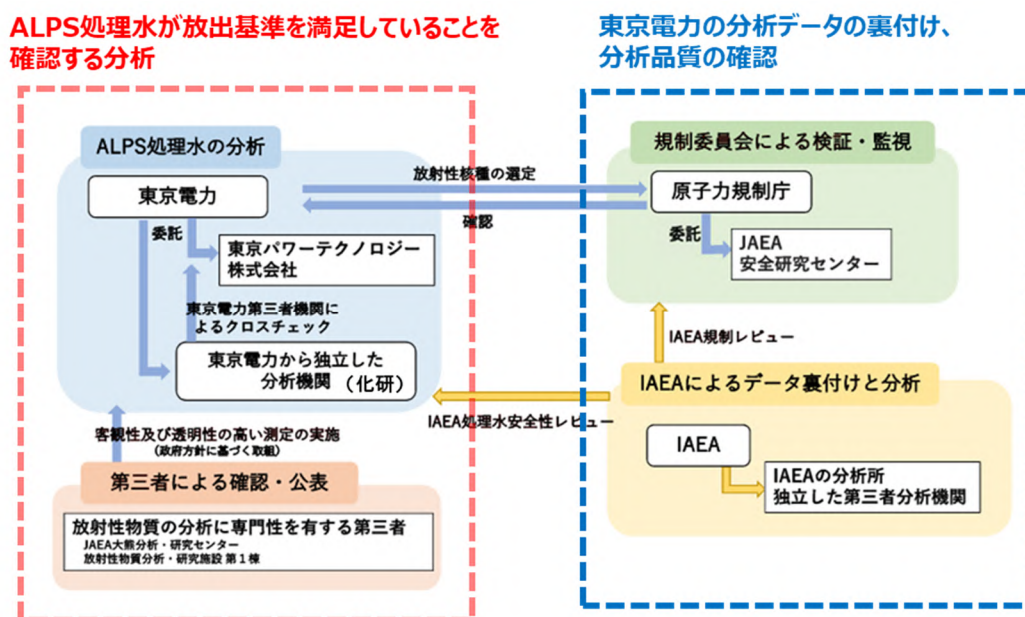 ALPS処理水が放出基準を満足していることを
確認する分析
東京電力の分析データの裏付け、
分析品質の確認
ALPS処理水の分析
東京電力
委託
東京パワーテクノロジー
株式会社
東京電力第三者機関に
よるクロスチェック
東京電力から独立した
分析機関（化研）
客観性及び透明性の高い測定の実施
(政府方針に基づく取組)
第三者による確認・公表
放射性物質の分析に専門性を有する第三者
JAEA大熊分析・研究センター
放射性物質分析・研究施設 第１棟
放射性核種の選定
確認
IAEA処理水安全性レビュー
規制委員会による検証・監視
原子力規制庁
委託
JAEA
安全研究センター
IAEA規制レビュー
IAEAによるデータ裏付けと分析
IAEA
IAEAの分析所
独立した第三者分析機関